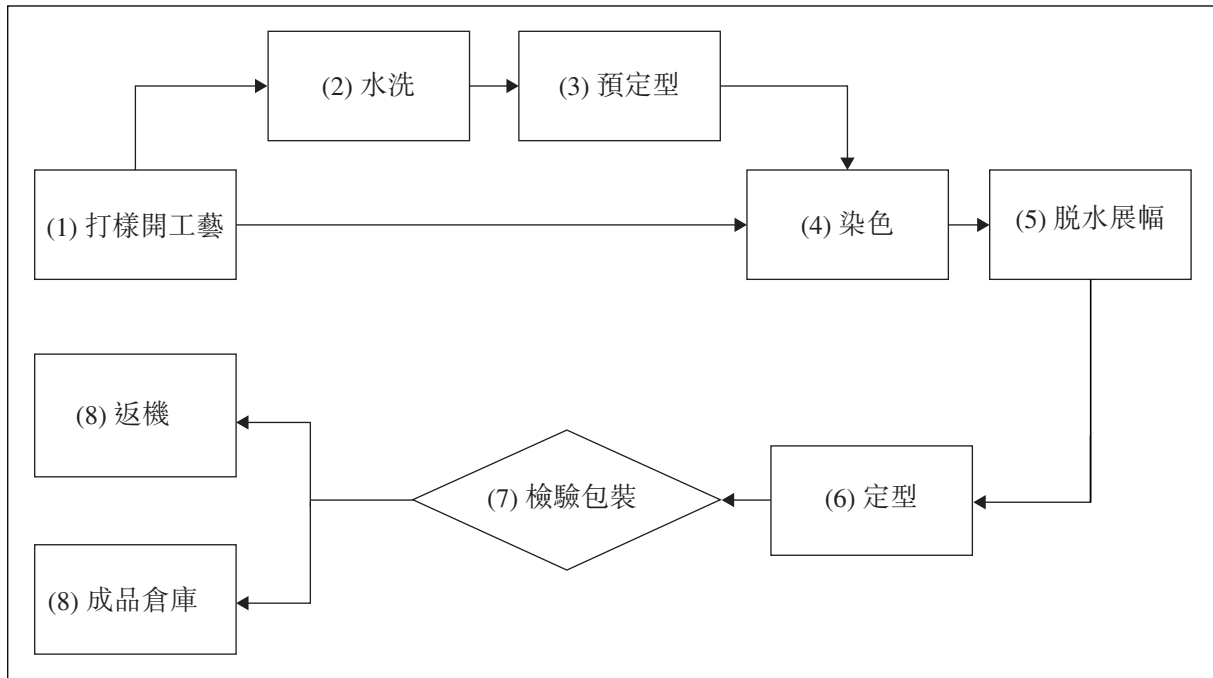 (2) 水洗
(3) 預定型
(1) 打樣開工藝
(4) 染色
(5) 脱水展幅
(8) 返機
(7) 檢驗包裝
(6) 定型
(8) 成品倉庫